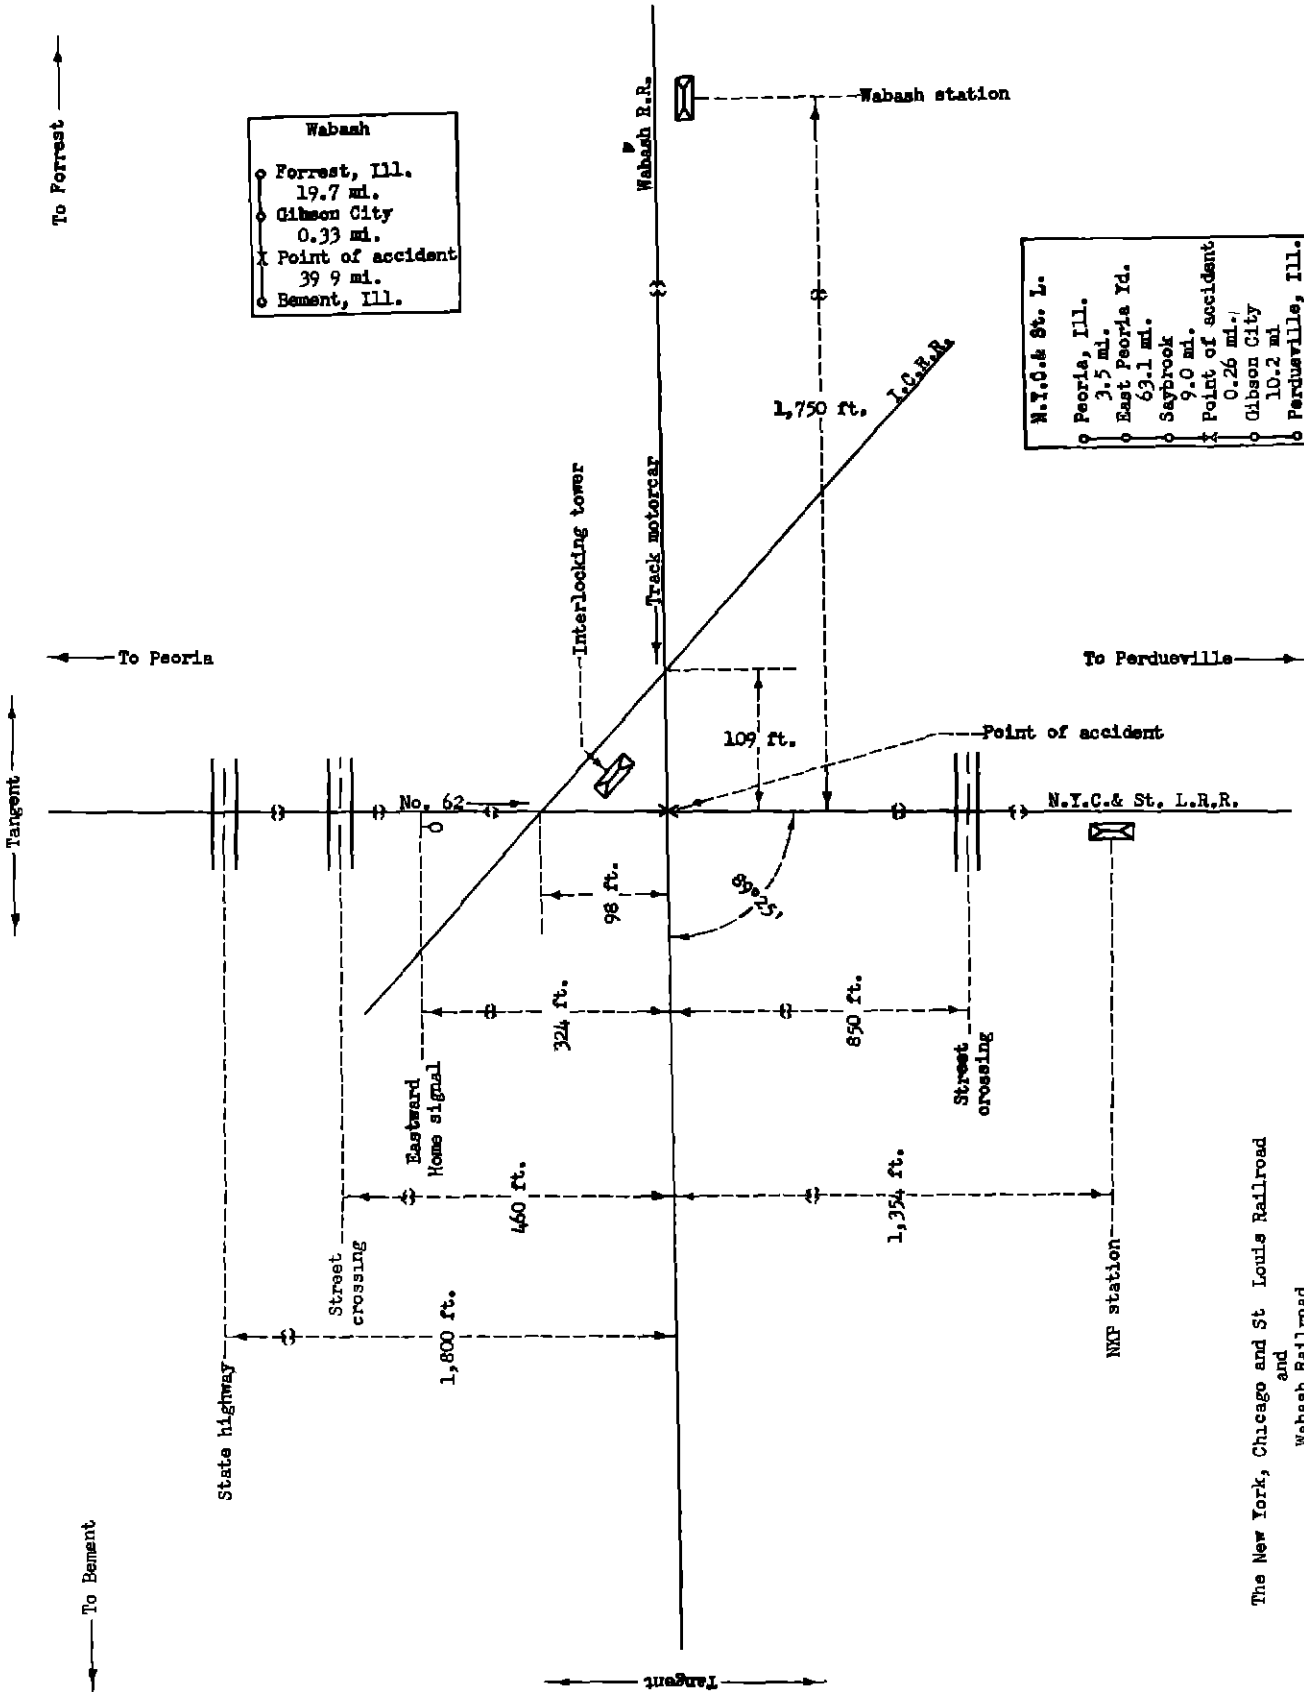 To Forrest
Wabash
Forrest, Ill.
19.7 mi.
Gibson City
0.33 mi.
X Point of accident
39 9 mi.
Bement, Ill.
Wabash R.R.
Wabash station
N.Y.C.& St. L.
Peoria, Ill.
3.5 mi.
East Peoria Yd.
63.1 mi.
Saybrook
9.0 mi.
X Point of accident
0.26 mi.
Gibson City
10.2 mi
Perdueville, Ill.
I.C.R.R.
1,750 ft.
Interlocking tower
Track motorcar
To Peoria
To Perdueville
109 ft.
Point of accident
Tangent
No. 62
N.Y.C.& St. L.R.R.
98 ft.
89°25'
324 ft.
850 ft.
Eastward
Home signal
Street
crossing
460 ft.
1,354 ft.
Street
crossing
NKP station
1,800 ft.
State highway
To Bement
Tangent
The New York, Chicago and St Louis Railroad
and
Wabash Railroad